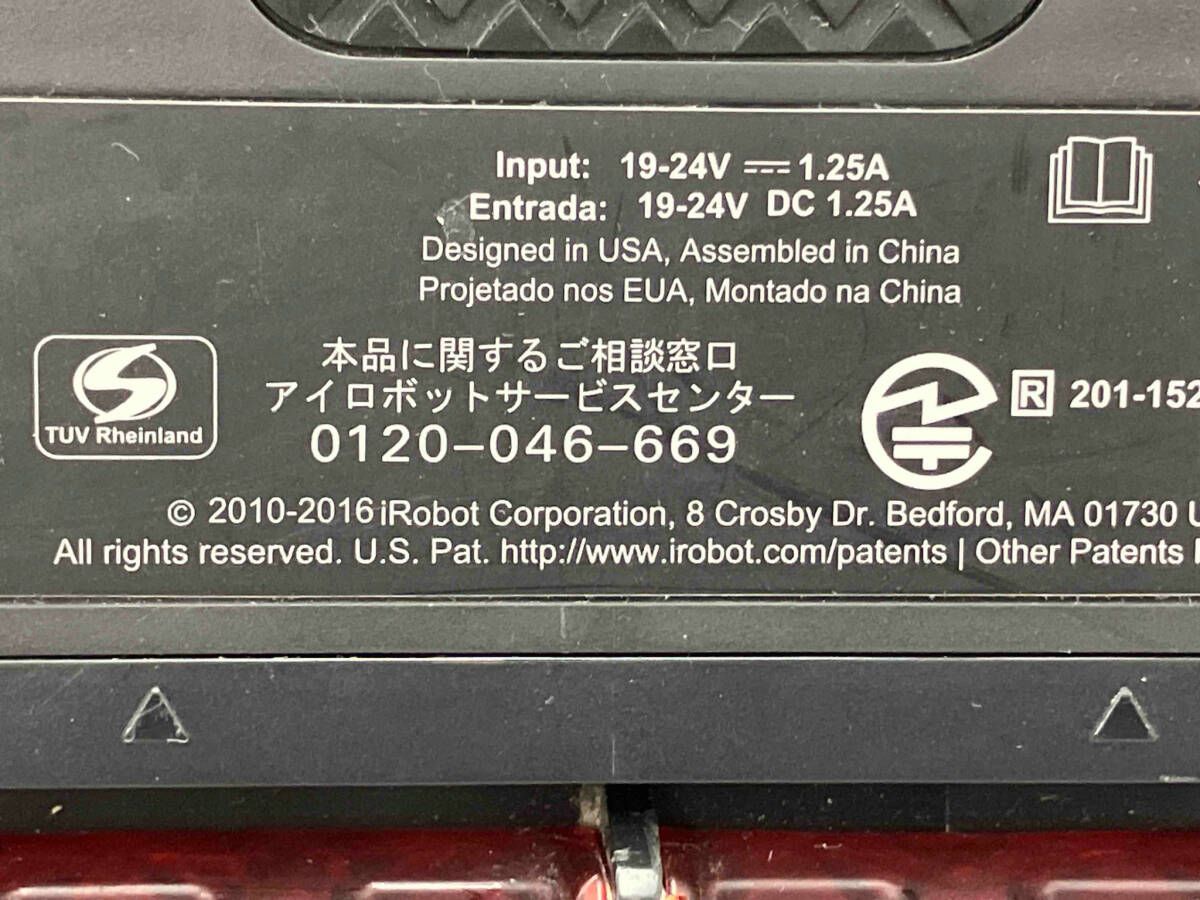 Input: 19-24V ⎓ 1.25A
Entrada: 19-24V DC 1.25A
Designed in USA, Assembled in China
Projetado nos EUA, Montado na China
TUV Rheinland
本品に関するご相談窓口
アイロボットサービスセンター
0120-046-669
R 201-152
© 2010-2016 iRobot Corporation, 8 Crosby Dr. Bedford, MA 01730
All rights reserved. U.S. Pat. http://www.irobot.com/patents | Other Patents